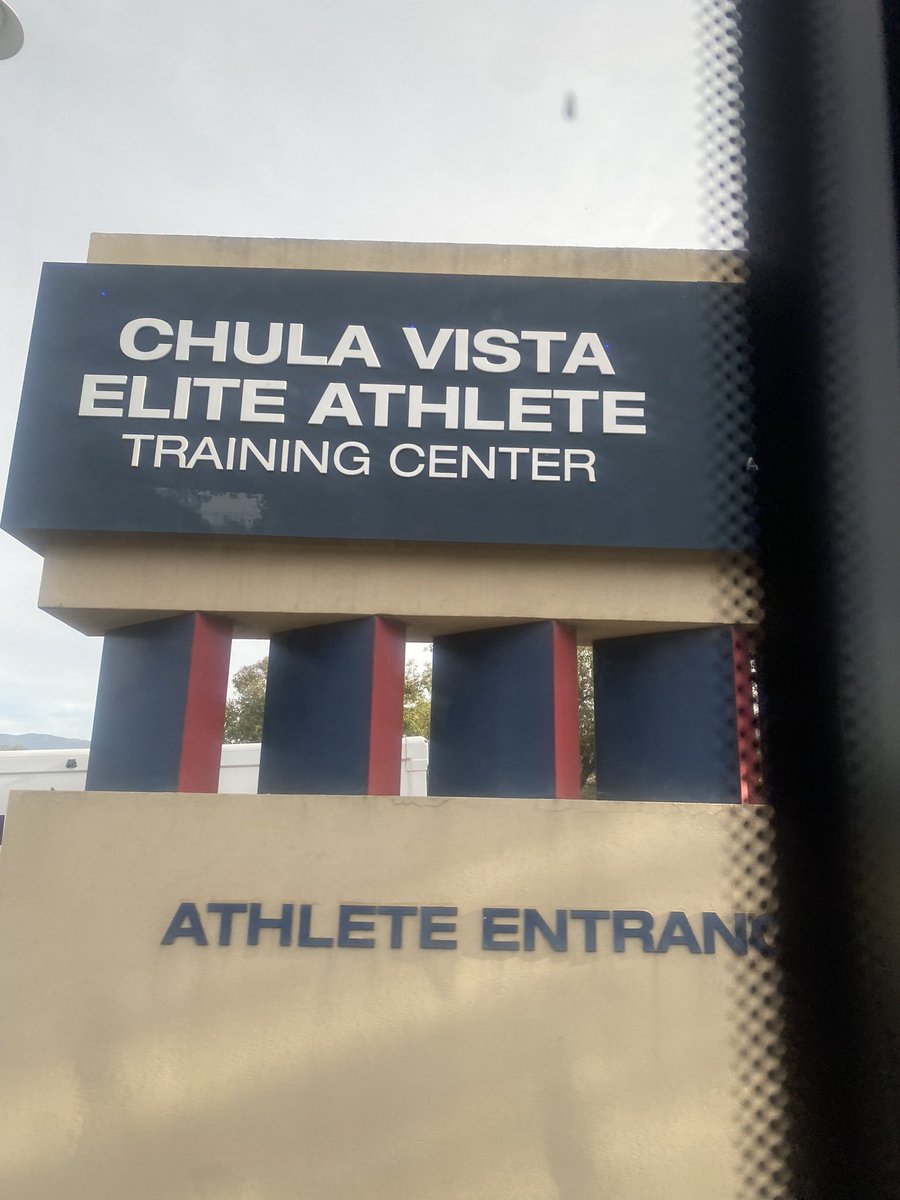 CHULA VISTA
ELITE ATHLETE
TRAINING CENTER
ATHLETE ENTRANC